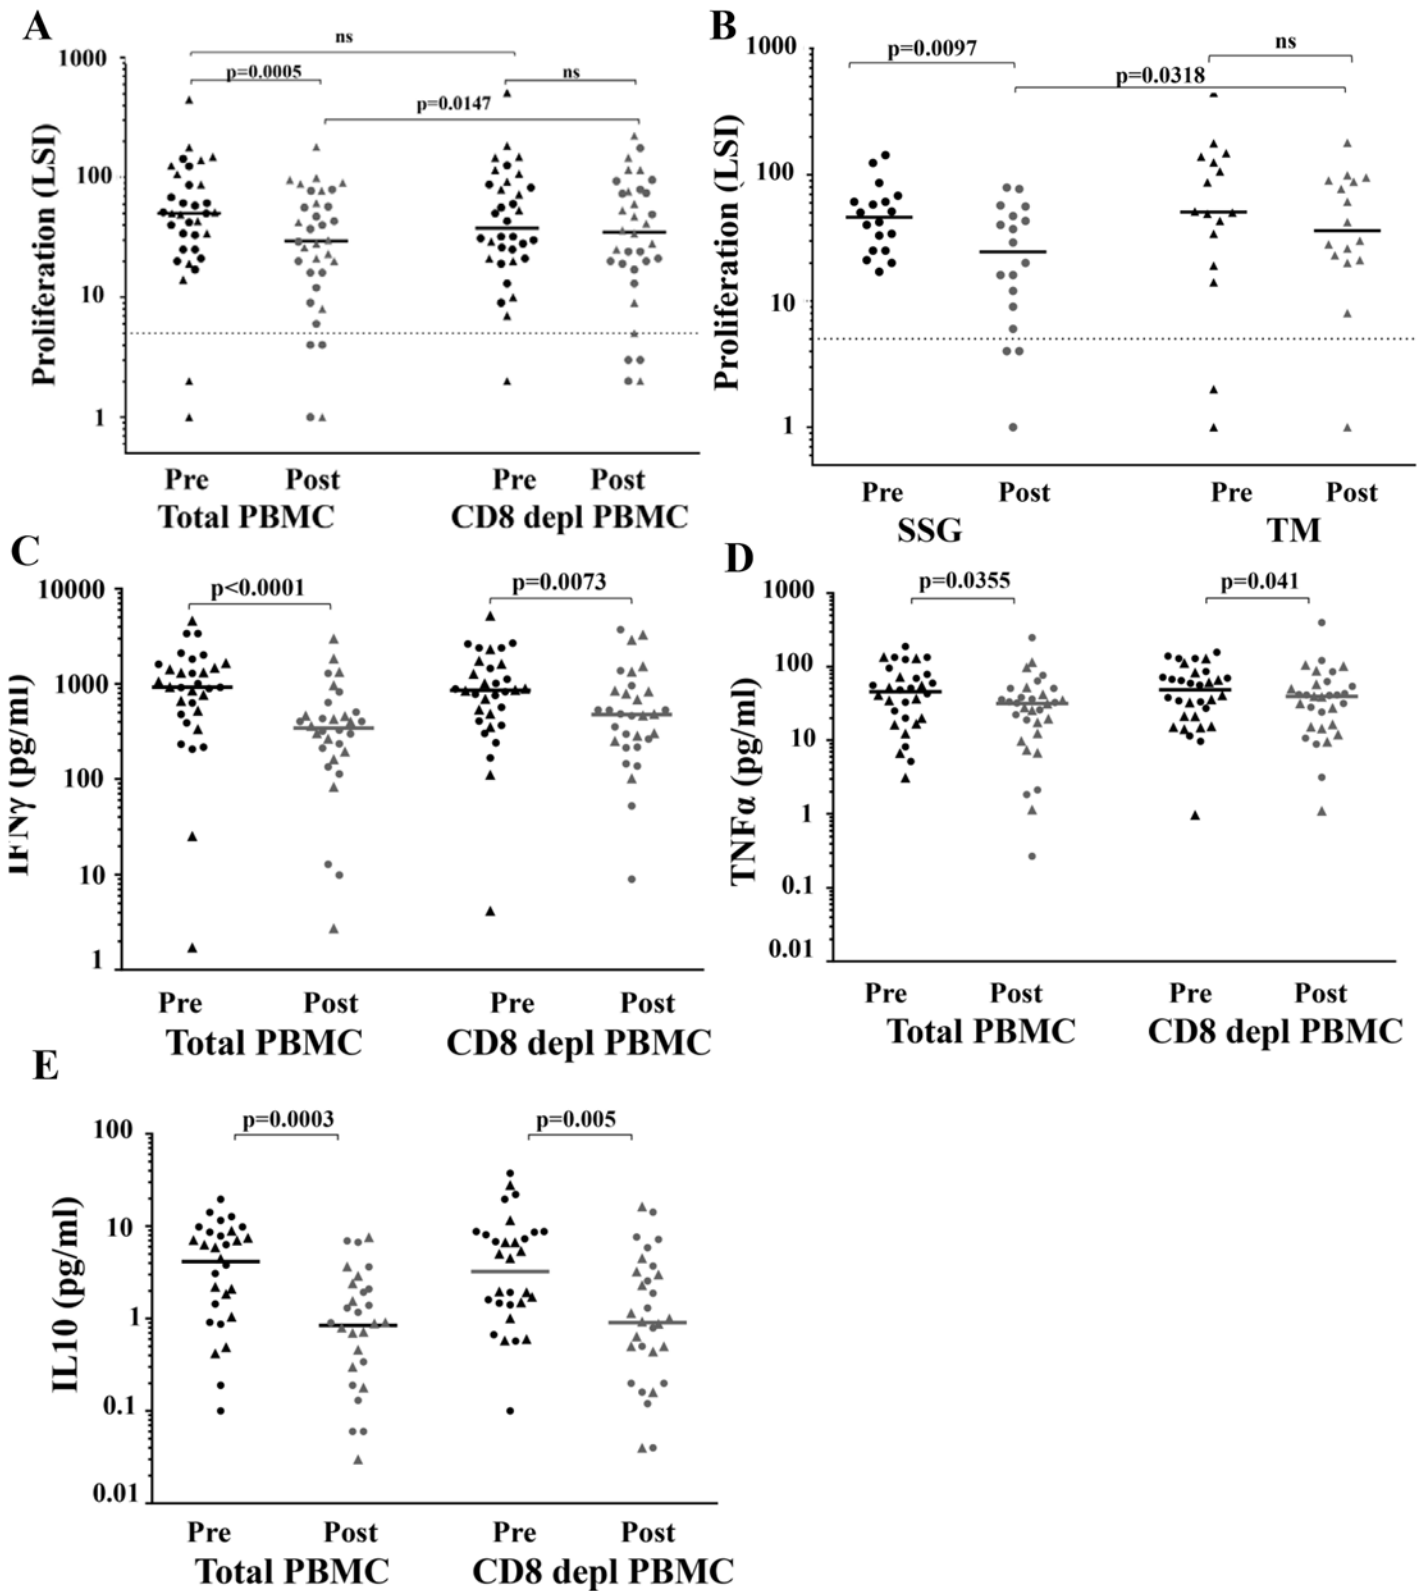 A
ns
p=0.0005
ns
p=0.0147
Proliferation (LSI)
1000
100
10
1
Pre Post Pre Post
Total PBMC CD8 depl PBMC
B
p=0.0097
ns
p=0.0318
Proliferation (LSI)
1000
100
10
1
Pre Post Pre Post
SSG TM
C
p<0.0001
p=0.0073
IFNγ (pg/ml)
10000
1000
100
10
1
Pre Post Pre Post
Total PBMC CD8 depl PBMC
D
p=0.0355
p=0.041
TNFα (pg/ml)
1000
100
10
1
0.1
0.01
Pre Post Pre Post
Total PBMC CD8 depl PBMC
E
p=0.0003
p=0.005
IL10 (pg/ml)
100
10
1
0.1
0.01
Pre Post Pre Post
Total PBMC CD8 depl PBMC